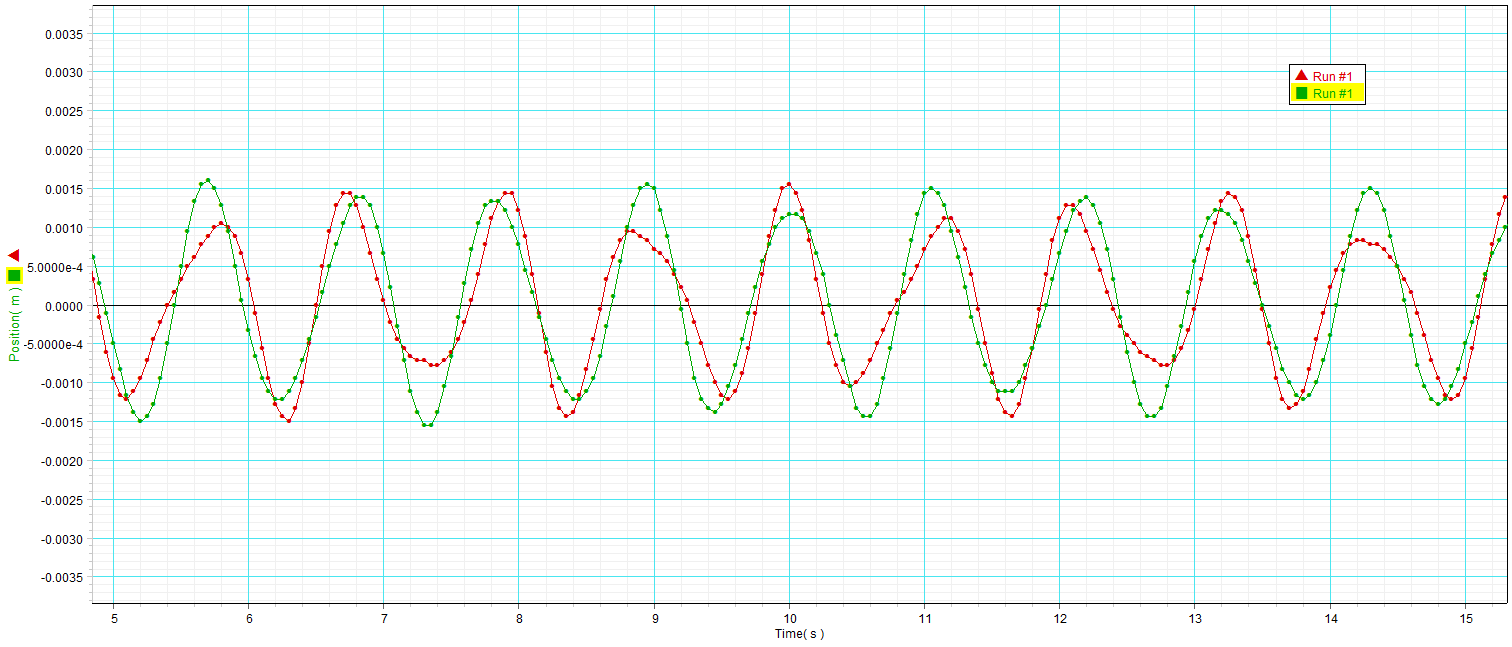 0.0035
0.0030
0.0025
0.0020
0.0015
0.0010
5.0000e-4
0.0000
-5.0000e-4
-0.0010
-0.0015
-0.0020
-0.0025
-0.0030
-0.0035
Position( m )
Run #1
Run #1
5 6 7 8 9 10 11 12 13 14 15
Time( s )